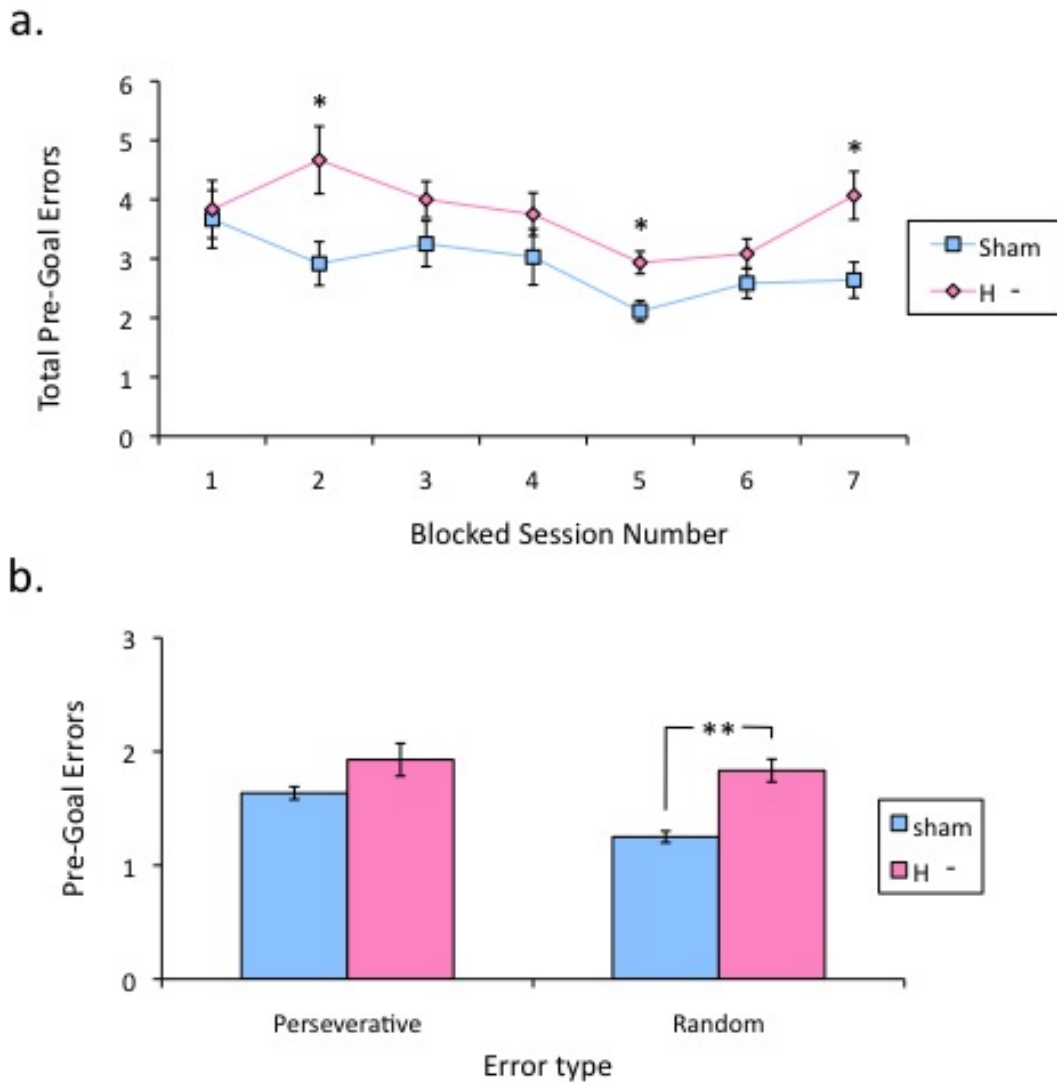 a.
6
5
4
3
2
1
0
*
*
*
Total Pre-Goal Errors
1 2 3 4 5 6 7
Blocked Session Number
Sham
H -
b.
3
2
1
0
**
Pre-Goal Errors
Perseverative Random
Error type
sham
H -